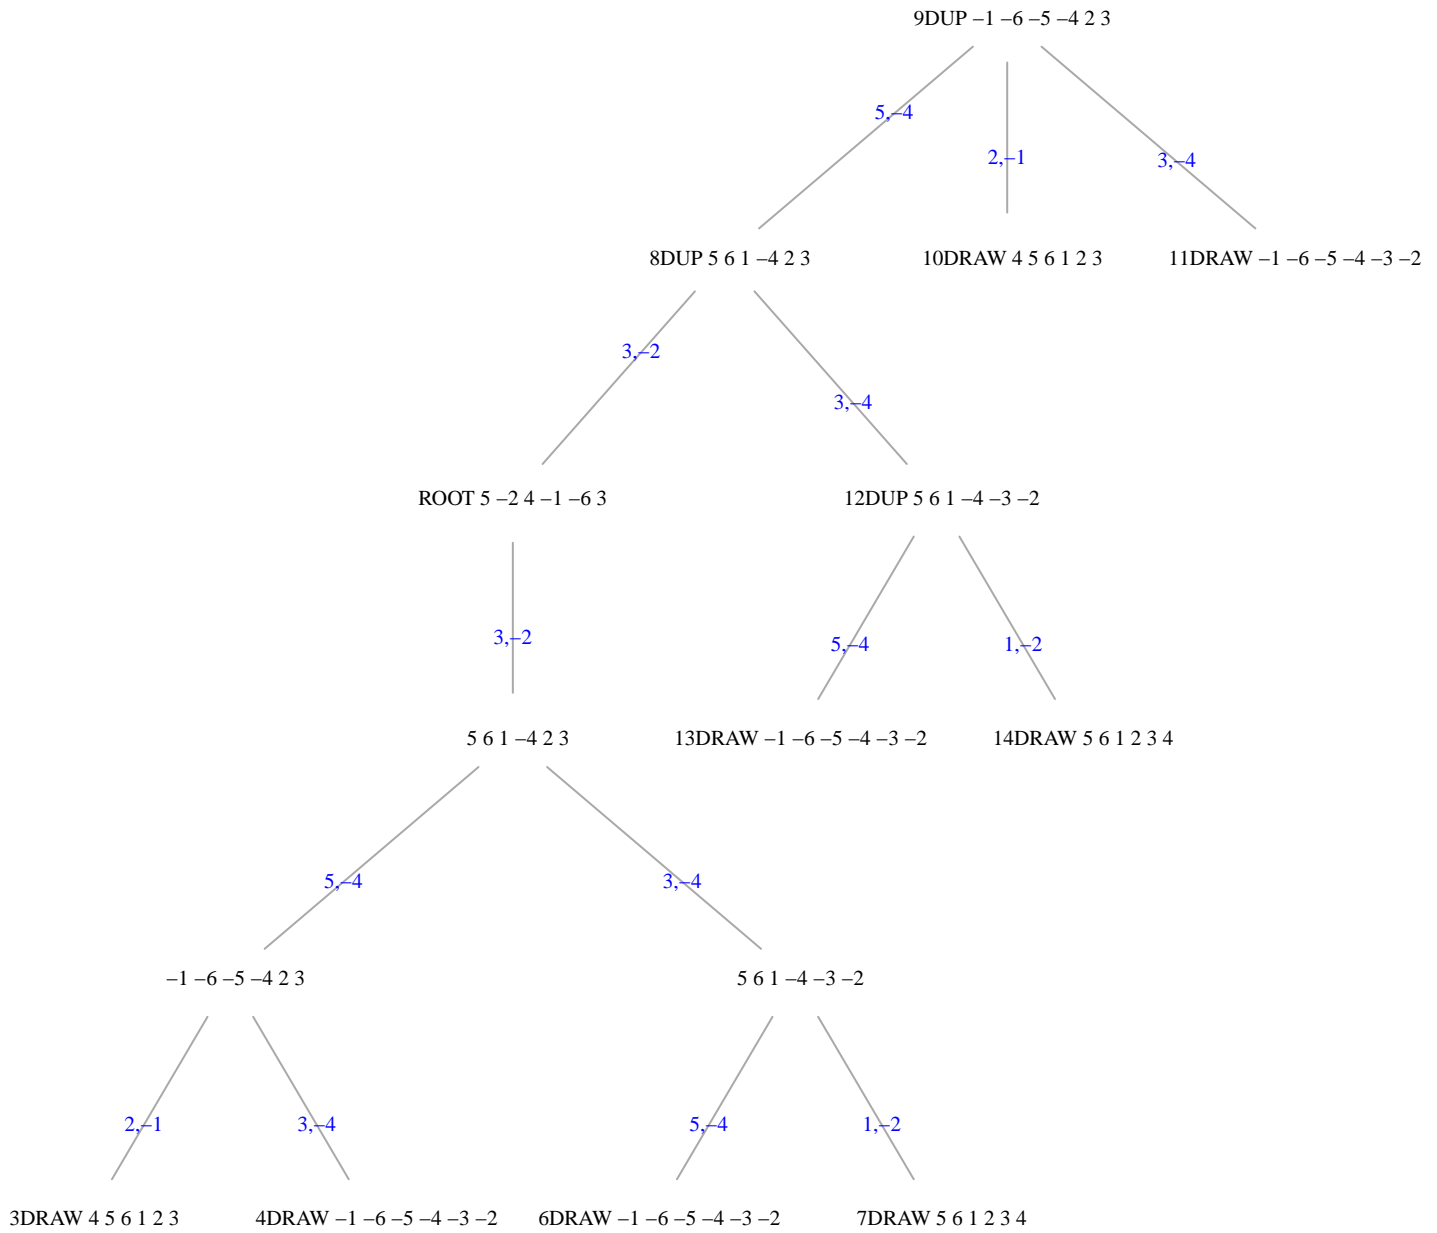 9DUP –1 –6 –5 –4 2 3
5,–4
2,–1
3,–4
8DUP 5 6 1 –4 2 3
10DRAW 4 5 6 1 2 3
11DRAW –1 –6 –5 –4 –3 –2
3,–2
3,–4
ROOT 5 –2 4 –1 –6 3
12DUP 5 6 1 –4 –3 –2
3,–2
5,–4
1,–2
5 6 1 –4 2 3
13DRAW –1 –6 –5 –4 –3 –2
14DRAW 5 6 1 2 3 4
5,–4
3,–4
–1 –6 –5 –4 2 3
5 6 1 –4 –3 –2
2,–1
3,–4
5,–4
1,–2
3DRAW 4 5 6 1 2 3
4DRAW –1 –6 –5 –4 –3 –2
6DRAW –1 –6 –5 –4 –3 –2
7DRAW 5 6 1 2 3 4